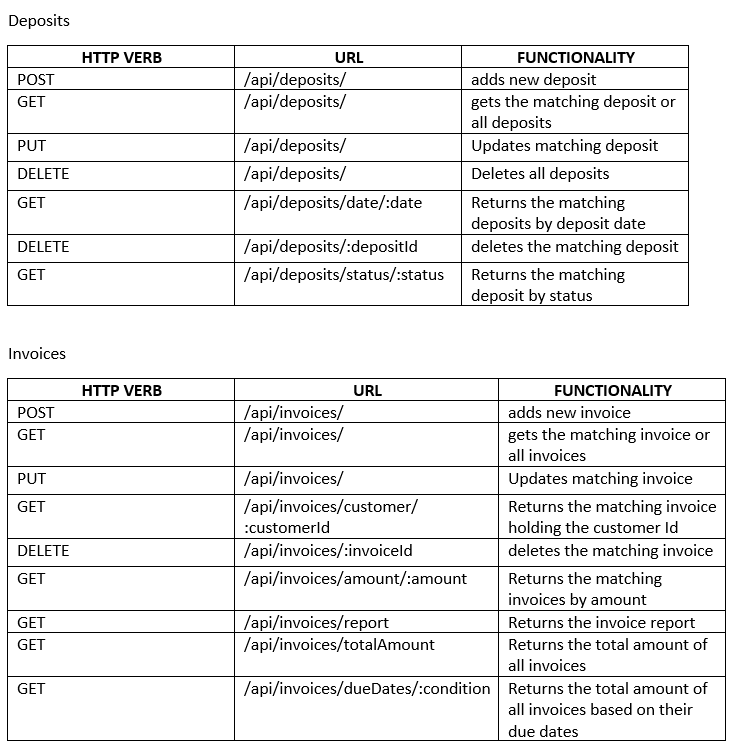 Deposits
HTTP VERB URL FUNCTIONALITY
POST /api/deposits/ adds new deposit
GET /api/deposits/ gets the matching deposit or
all deposits
PUT /api/deposits/ Updates matching deposit
DELETE /api/deposits/ Deletes all deposits
GET /api/deposits/date/:date Returns the matching
deposits by deposit date
DELETE /api/deposits/:depositId deletes the matching deposit
GET /api/deposits/status/:status Returns the matching
deposit by status
Invoices
HTTP VERB URL FUNCTIONALITY
POST /api/invoices/ adds new invoice
GET /api/invoices/ gets the matching invoice or
all invoices
PUT /api/invoices/ Updates matching invoice
GET /api/invoices/customer/ Returns the matching invoice
:customerId holding the customer Id
DELETE /api/invoices/:invoiceId deletes the matching invoice
GET /api/invoices/amount/:amount Returns the matching
invoices by amount
GET /api/invoices/report Returns the invoice report
GET /api/invoices/totalAmount Returns the total amount of
all invoices
GET /api/invoices/dueDates/:condition Returns the total amount of
all invoices based on their
due dates